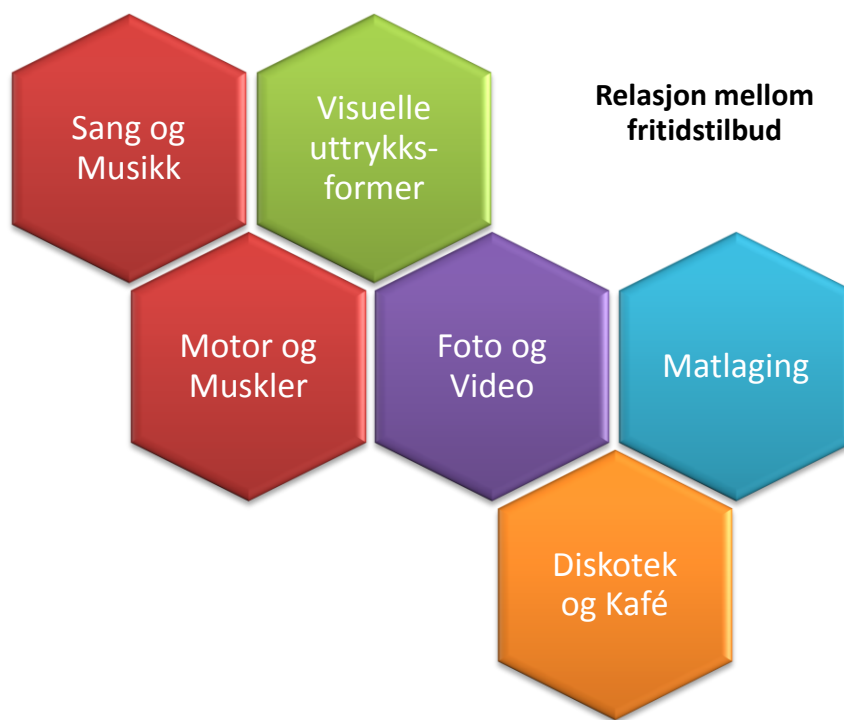 Sang og
Musikk
Visuelle
uttrykks-
former
Relasjon mellom
fritidstilbud
Motor og
Muskler
Foto og
Video
Matlaging
Diskotek
og Kafé